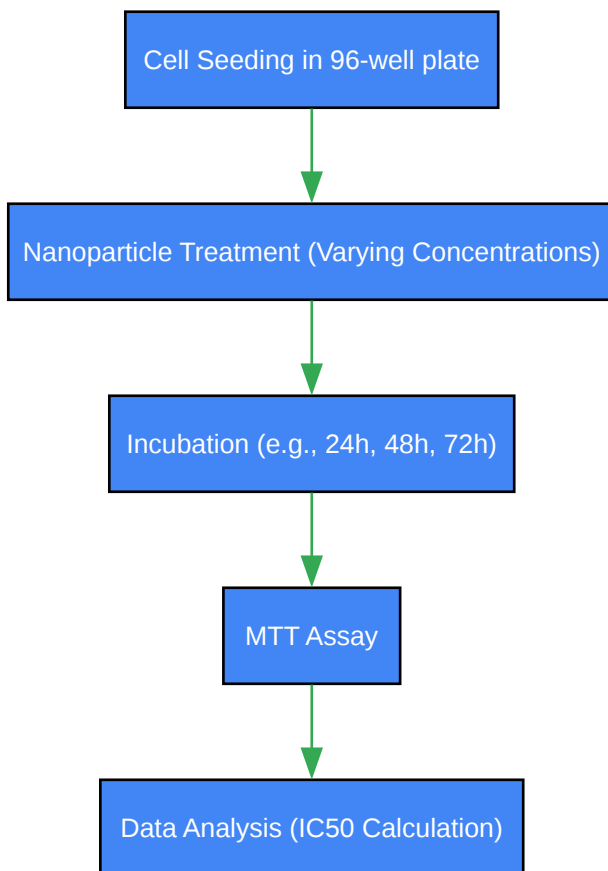 Cell Seeding in 96-well plate
Nanoparticle Treatment (Varying Concentrations)
Incubation (e.g., 24h, 48h, 72h)
MTT Assay
Data Analysis (IC50 Calculation)